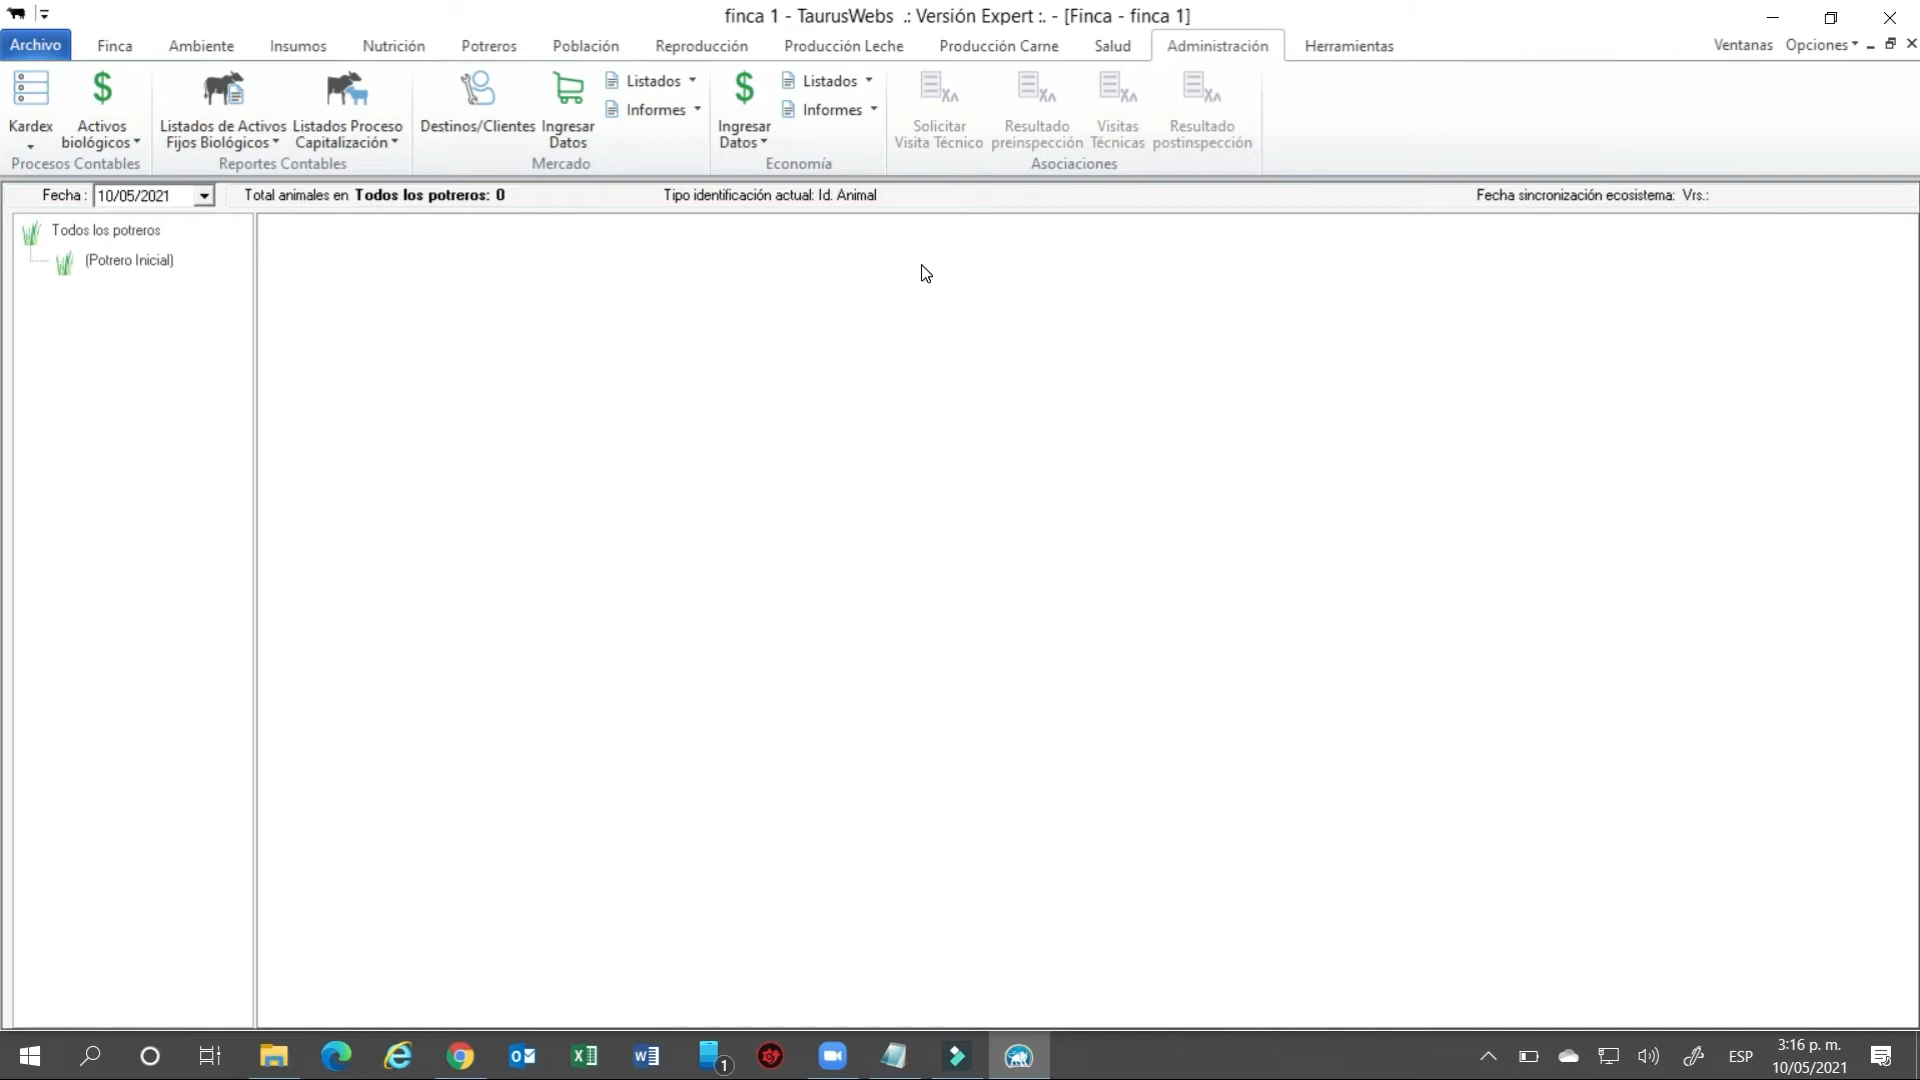 finca 1 - TaurusWebs .: Versión Expert :. - [Finca - finca 1]
Archivo Finca Ambiente Insumos Nutrición Potreros Población Reproducción Producción Leche Producción Carne Salud Administración Herramientas Ventanas Opciones
Kardex
Activos biológicos
Procesos Contables
Listados de Activos Fijos Biológicos
Listados Proceso Capitalización
Reportes Contables
Destinos/Clientes
Ingresar Datos
Listados
Informes
Mercado
Ingresar Datos
Listados
Informes
Economía
Solicitar Visita Técnico
Resultado preinspección
Visitas Técnicas
Resultado postinspección
Asociaciones
Fecha : 10/05/2021 Total animales en Todos los potreros: 0 Tipo identificación actual: Id. Animal Fecha sincronización ecosistema: Vrs.:
Todos los potreros
(Potrero Inicial)
1
ESP
3:16 p. m.
10/05/2021